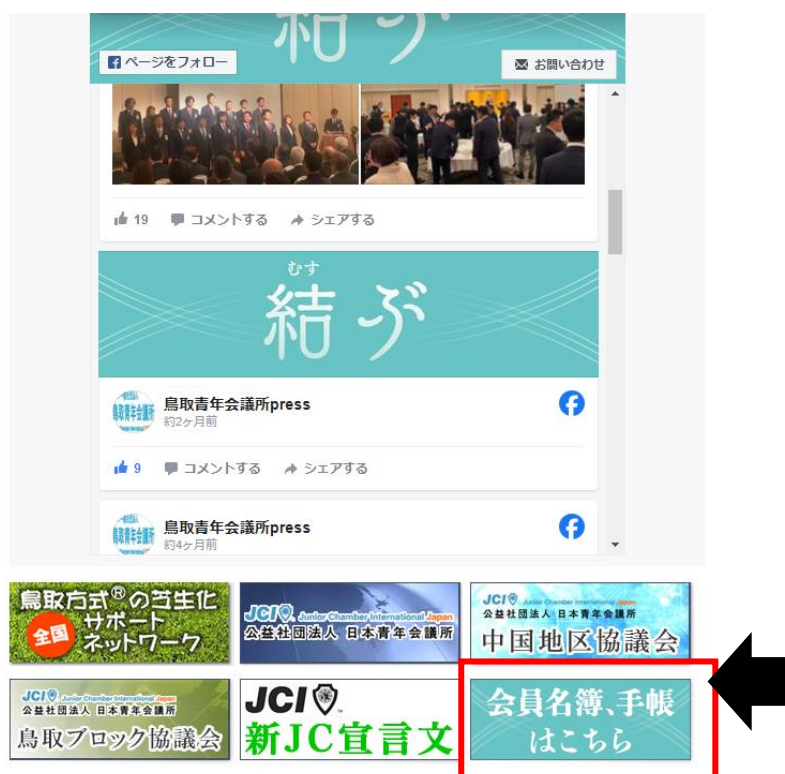 結ぶ
ページをフォロー
お問い合わせ
19 コメントする シェアする
むす
結ぶ
鳥取青年会議所press
約2ヶ月前
9 コメントする シェアする
鳥取青年会議所press
約4ヶ月前
鳥取方式®の芝生化
全国
サポート
ネットワーク
JCI Junior Chamber International Japan
公益社団法人 日本青年会議所
JCI Junior Chamber International Japan
公益社団法人 日本青年会議所
中国地区協議会
JCI Junior Chamber International Japan
公益社団法人 日本青年会議所
鳥取ブロック協議会
JCI
新JC宣言文
会員名簿、手帳
はこちら